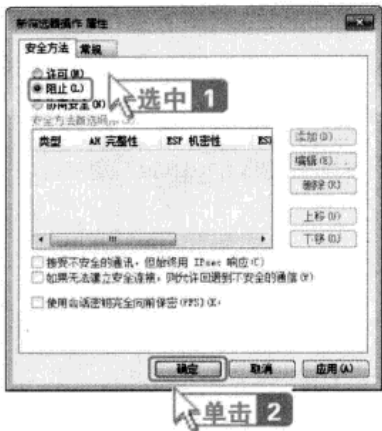 新筛选器操作 属性
安全方法 常规
许可(M)
阻止(L)
选中 1
协商安全(N)
安全方法首选顺序
类型 AH 完整性 ESP 机密性 ES
添加(D)...
编辑(E)...
删除(R)
上移(U)
下移(O)
接受不安全的通讯，但始终用 IPsec 响应(C)
如果无法建立安全连接，则允许回退到不安全的通信(W)
使用会话密钥完全向前保密(PFS)(K)
确定 取消 应用(A)
单击 2